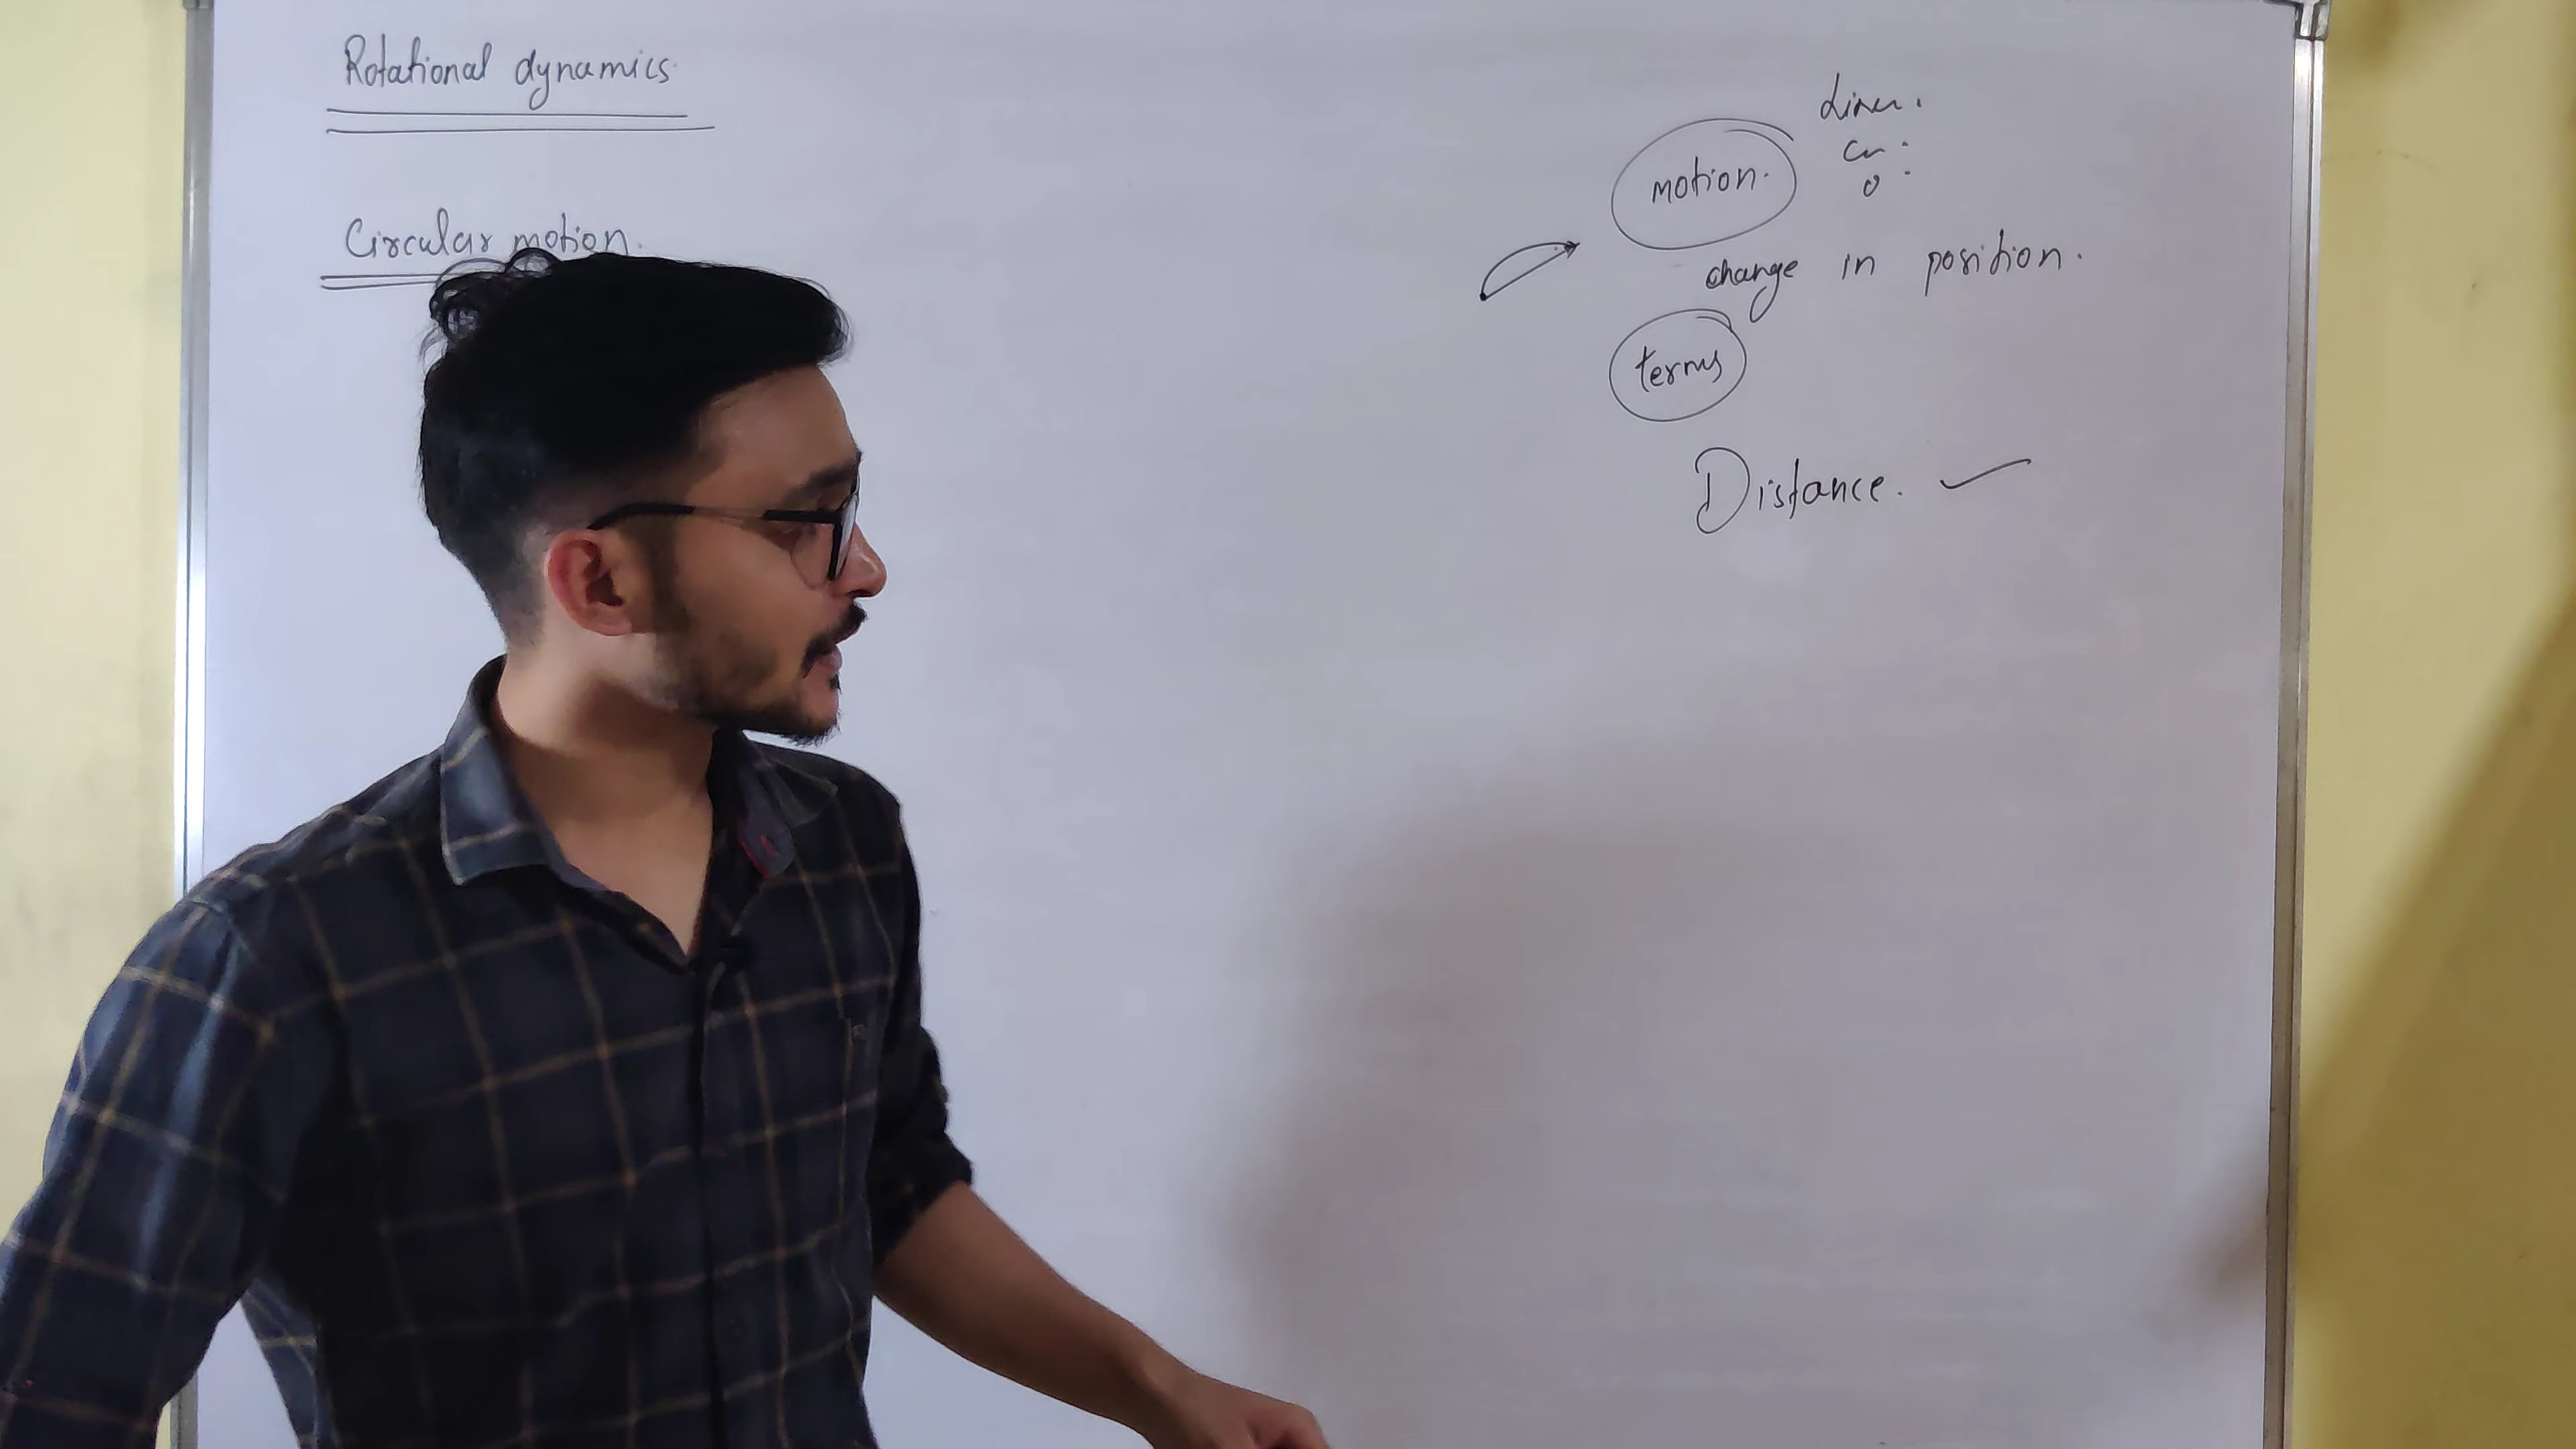 Rotational dynamics
Circular motion.
motion.
change in position.
terms
Distance.